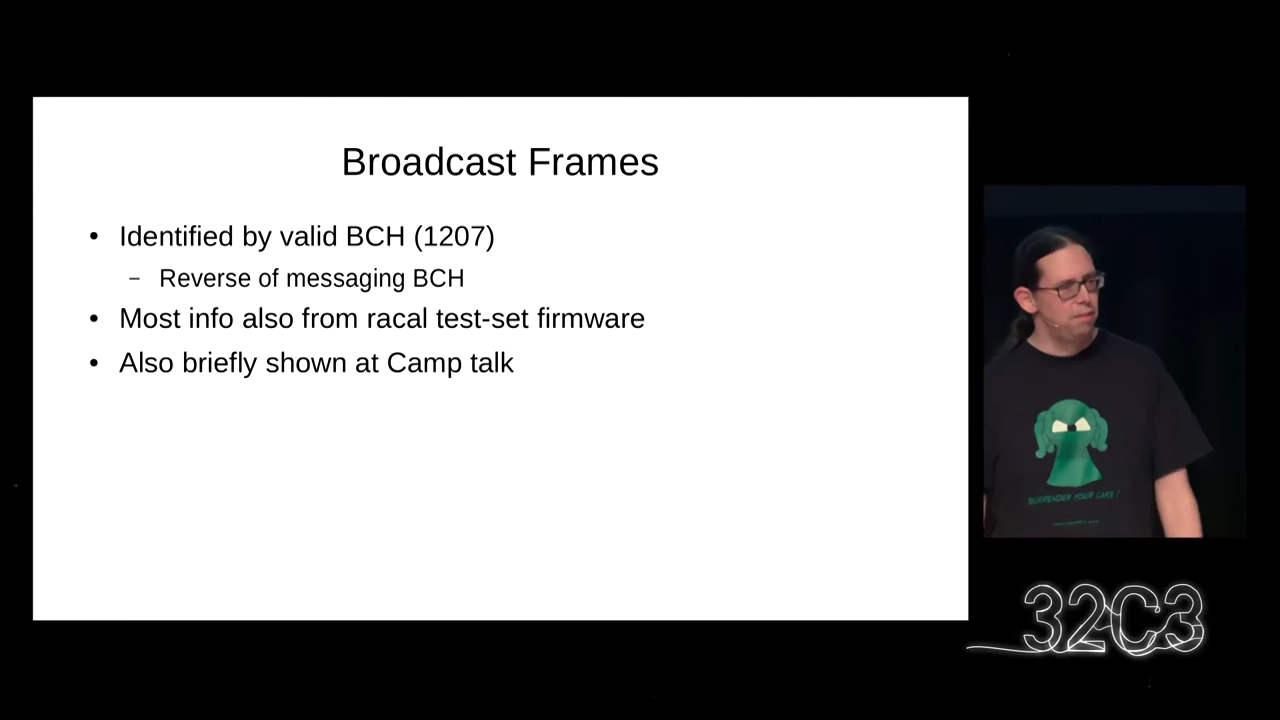 Broadcast Frames
• Identified by valid BCH (1207)
– Reverse of messaging BCH
• Most info also from racal test-set firmware
• Also briefly shown at Camp talk
SURRENDER YOUR CAKE !
32C3